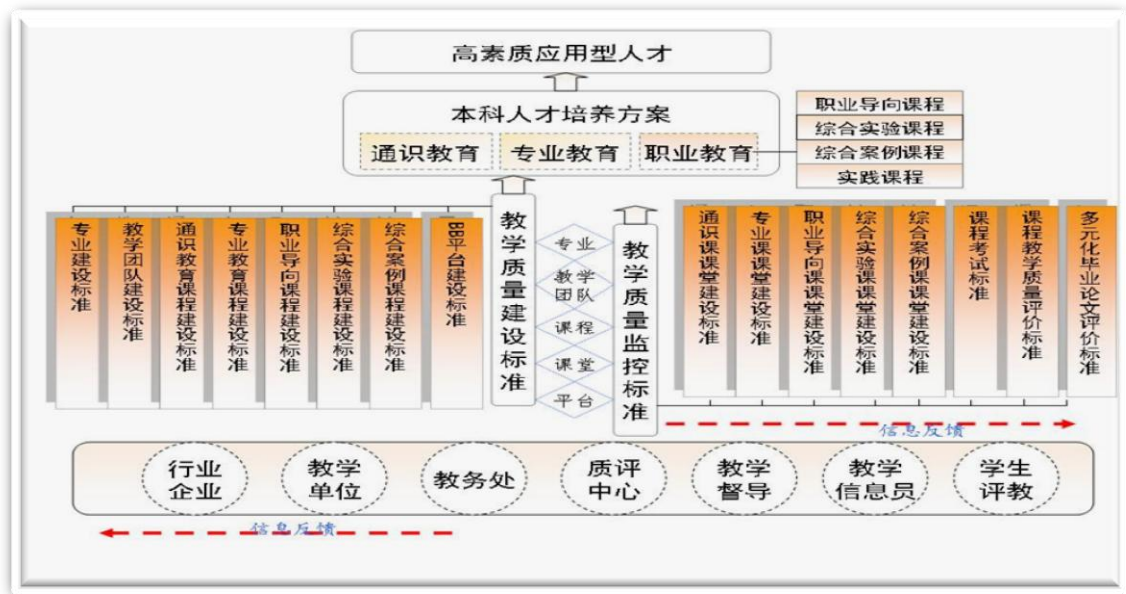 高素质应用型人才
本科人才培养方案
通识教育
专业教育
职业教育
职业导向课程
综合实验课程
综合案例课程
实践课程
专业建设标准
教学团队建设标准
通识教育课程建设标准
专业教育课程建设标准
职业导向课程建设标准
综合实验课程建设标准
综合案例课程建设标准
BB平台建设标准
教学质量建设标准
专业
教学
团队
课程
课堂
平台
教学质量监控标准
通识课课堂建设标准
专业课课堂建设标准
职业导向课课堂建设标准
综合实验课课堂建设标准
综合案例课课堂建设标准
课程考试标准
课程教学质量评价标准
多元化毕业论文评价标准
信息反馈
行业
企业
教学
单位
教务处
质评
中心
教学
督导
教学
信息员
学生
评教
信息反馈